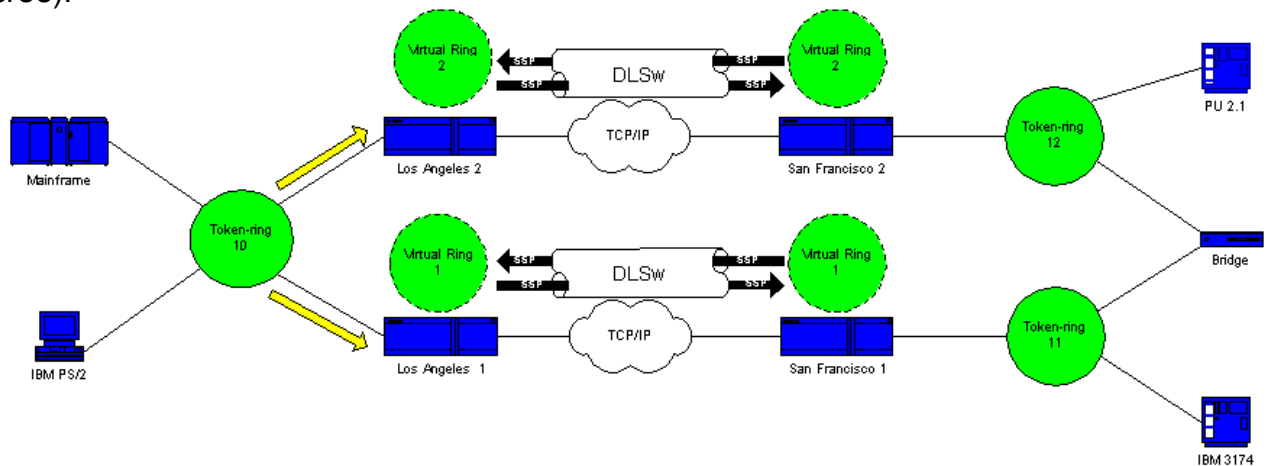 Virtual Ring
2
SSP
SSP
DLSw
SSP
SSP
Virtual Ring
2
PU 2.1
Mainframe
Los Angeles 2
TCP/IP
San Francisco 2
Token-ring
12
Token-ring
10
Virtual Ring
1
SSP
SSP
DLSw
SSP
SSP
Virtual Ring
1
Bridge
IBM PS/2
Los Angeles 1
TCP/IP
San Francisco 1
Token-ring
11
IBM 3174